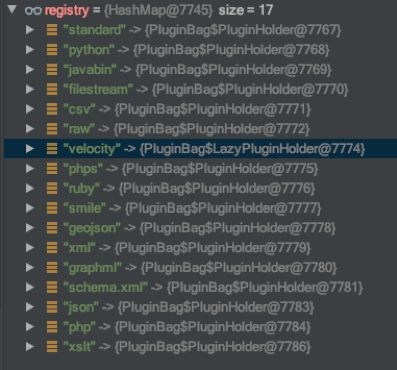 registry = {HashMap@7745} size = 17
"standard" -> {PluginBag$PluginHolder@7767}
"python" -> {PluginBag$PluginHolder@7768}
"javabin" -> {PluginBag$PluginHolder@7769}
"filestream" -> {PluginBag$PluginHolder@7770}
"csv" -> {PluginBag$PluginHolder@7771}
"raw" -> {PluginBag$PluginHolder@7772}
"velocity" -> {PluginBag$LazyPluginHolder@7774}
"phps" -> {PluginBag$PluginHolder@7775}
"ruby" -> {PluginBag$PluginHolder@7776}
"smile" -> {PluginBag$PluginHolder@7777}
"geojson" -> {PluginBag$PluginHolder@7778}
"xml" -> {PluginBag$PluginHolder@7779}
"graphml" -> {PluginBag$PluginHolder@7780}
"schema.xml" -> {PluginBag$PluginHolder@7781}
"json" -> {PluginBag$PluginHolder@7783}
"php" -> {PluginBag$PluginHolder@7784}
"xslt" -> {PluginBag$PluginHolder@7786}